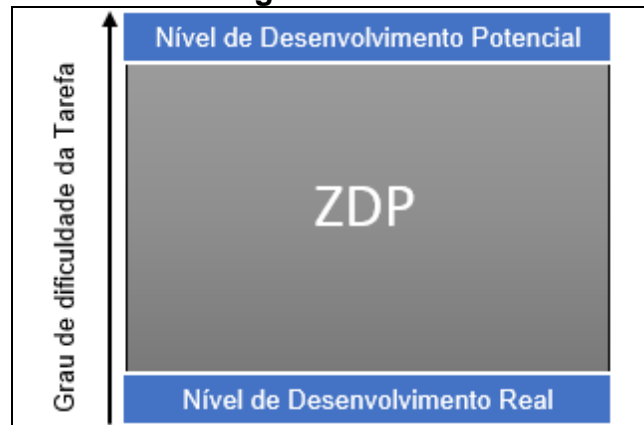 Nível de Desenvolvimento Potencial
Grau de dificuldade da Tarefa
ZDP
Nível de Desenvolvimento Real